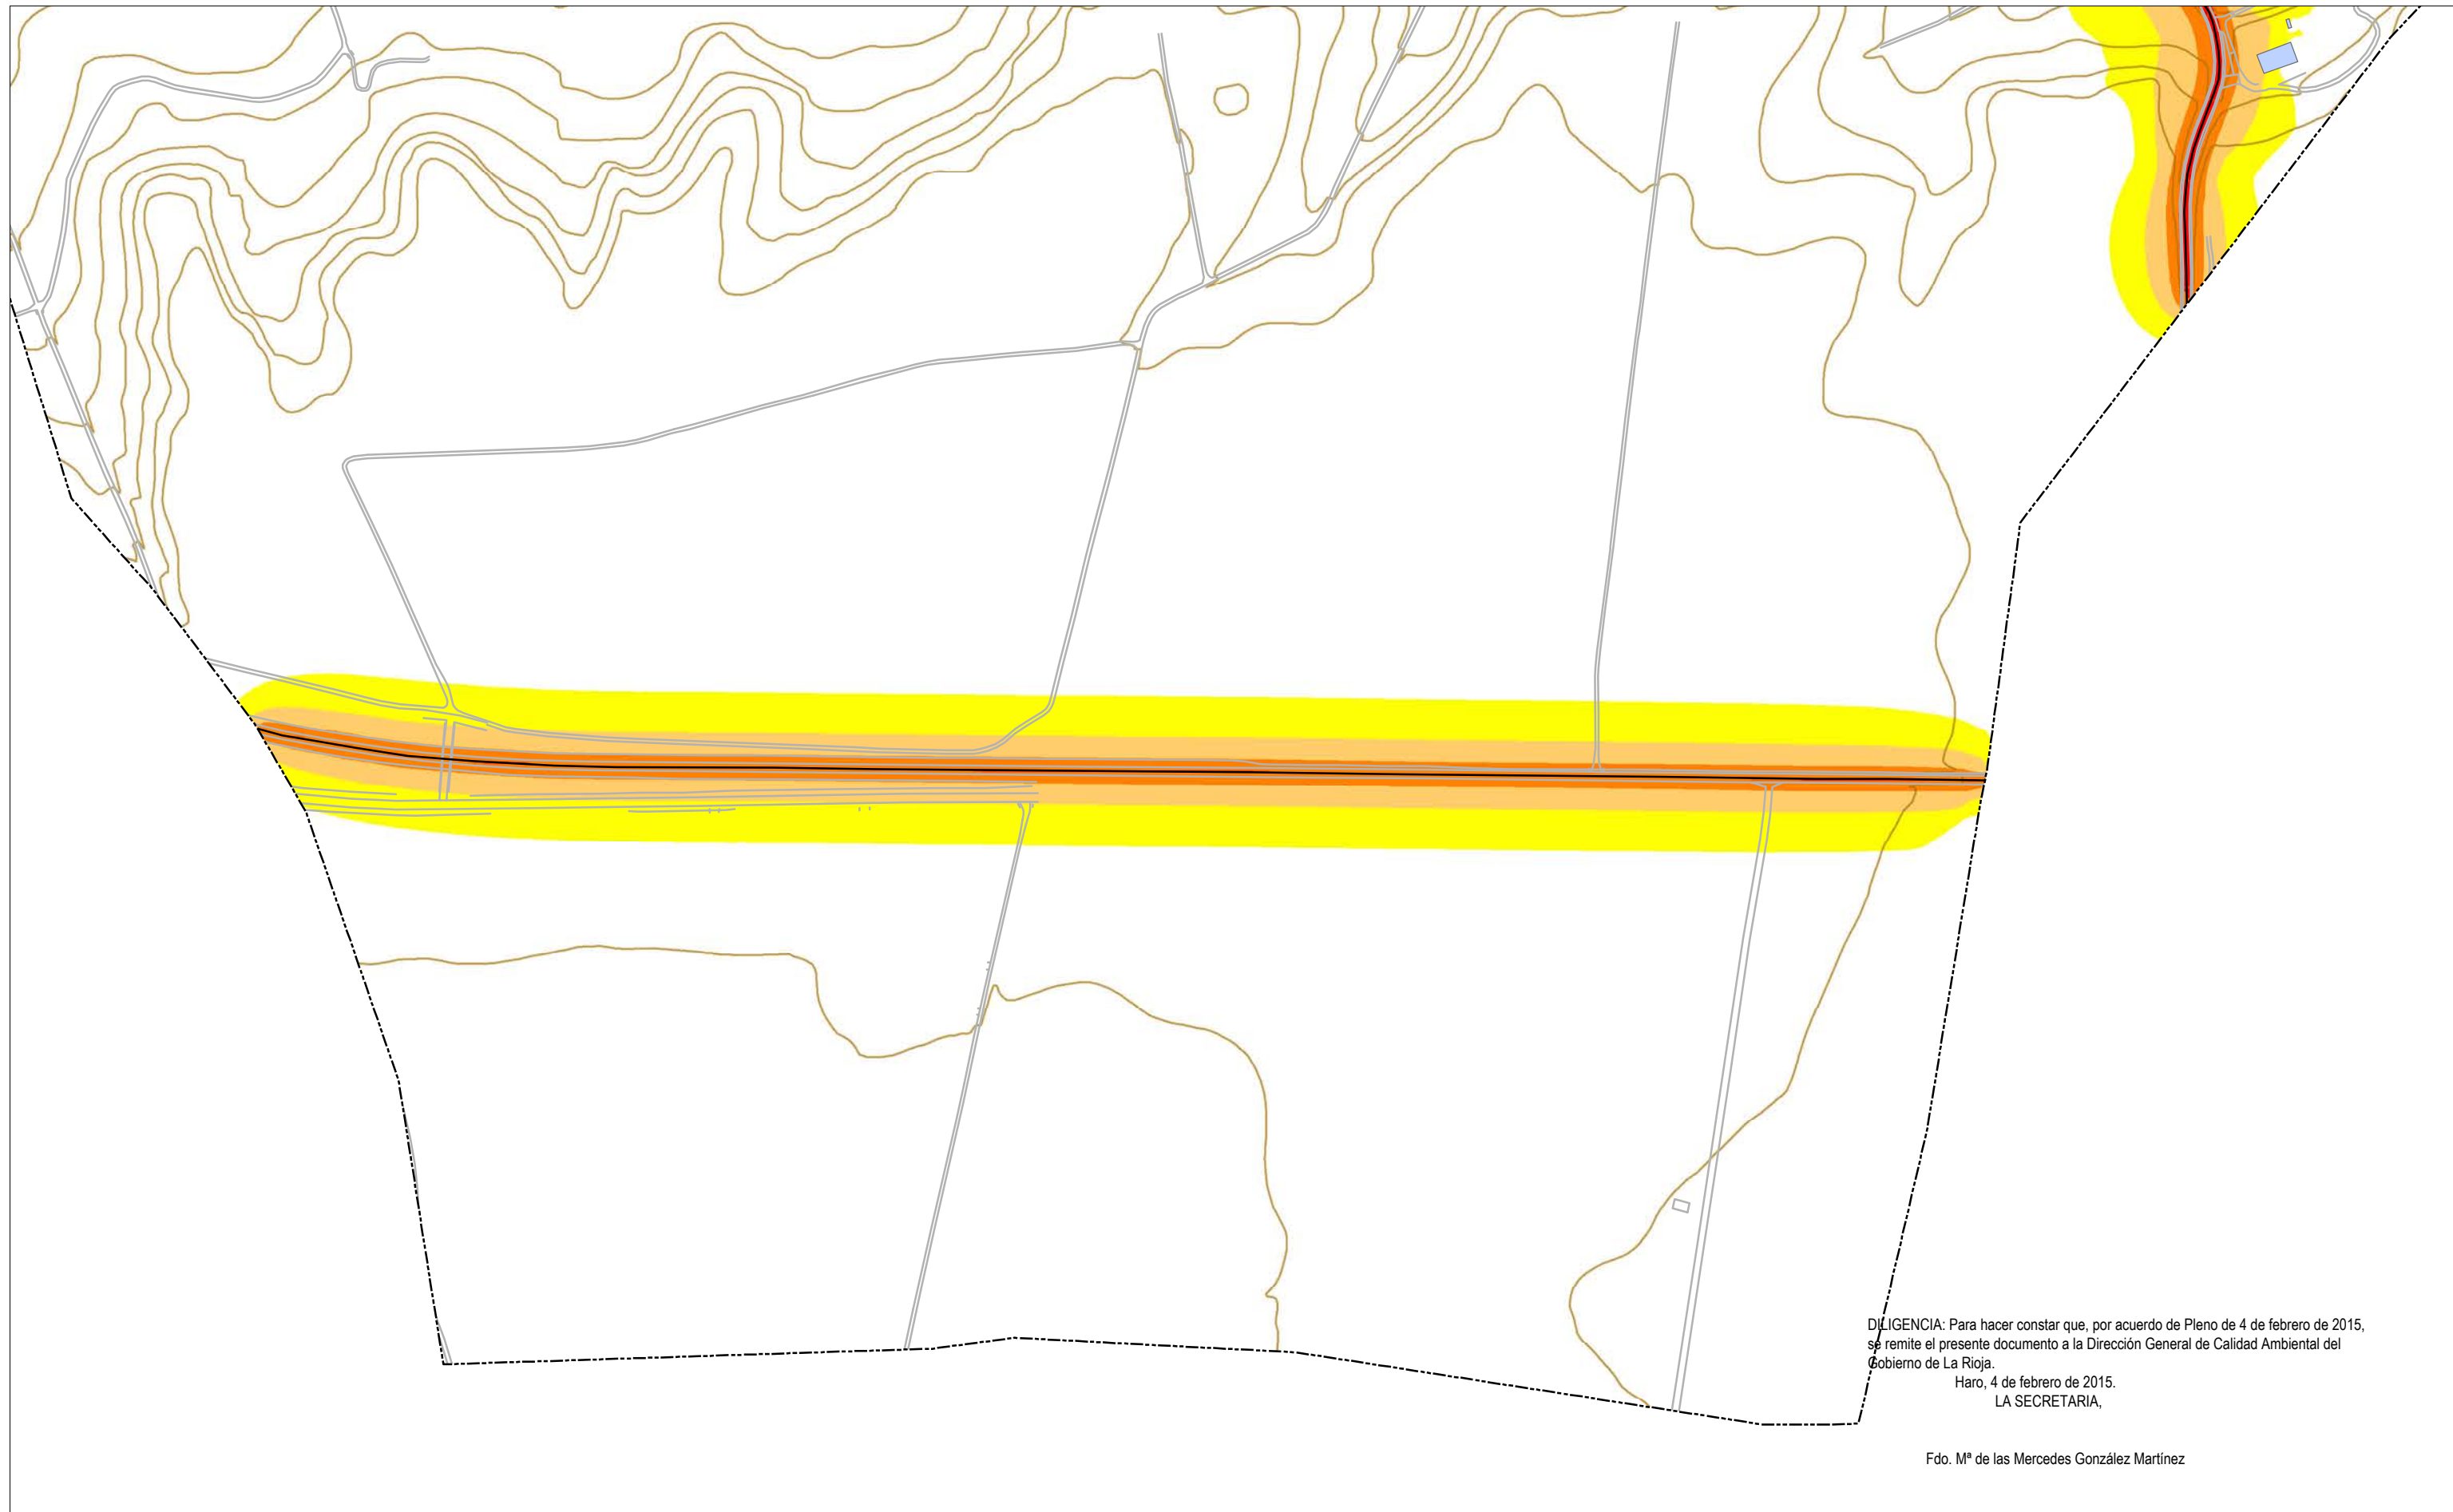 DILIGENCIA: Para hacer constar que, por acuerdo de Pleno de 4 de febrero de 2015,
se remite el presente documento a la Dirección General de Calidad Ambiental del
Gobierno de La Rioja.
Haro, 4 de febrero de 2015.
LA SECRETARIA,
Fdo. Mª de las Mercedes González Martínez